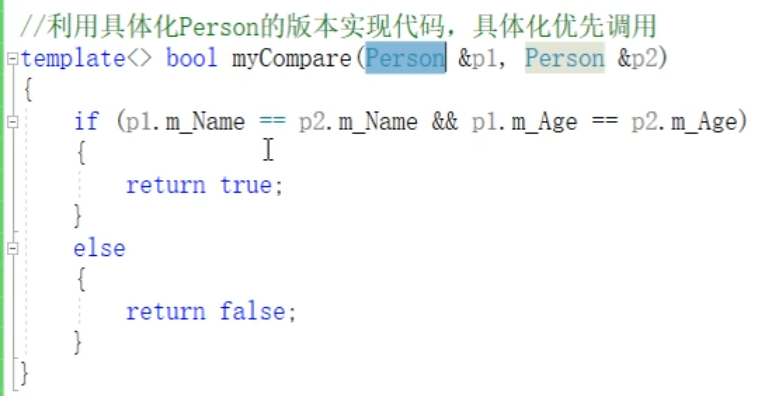 //利用具体化Person的版本实现代码，具体化优先调用
template<> bool myCompare(Person &p1, Person &p2)
{
if (p1.m_Name == p2.m_Name && p1.m_Age == p2.m_Age)
{
return true;
}
else
{
return false;
}
}